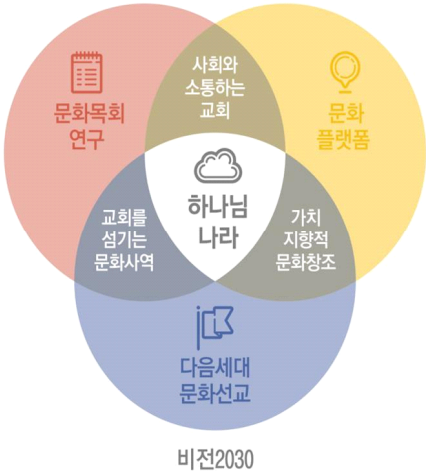 사회와
소통하는
교회
문화목회
연구
문화
플랫폼
하나님
나라
교회를
섬기는
문화사역
가치
지향적
문화창조
다음세대
문화선교
비전2030